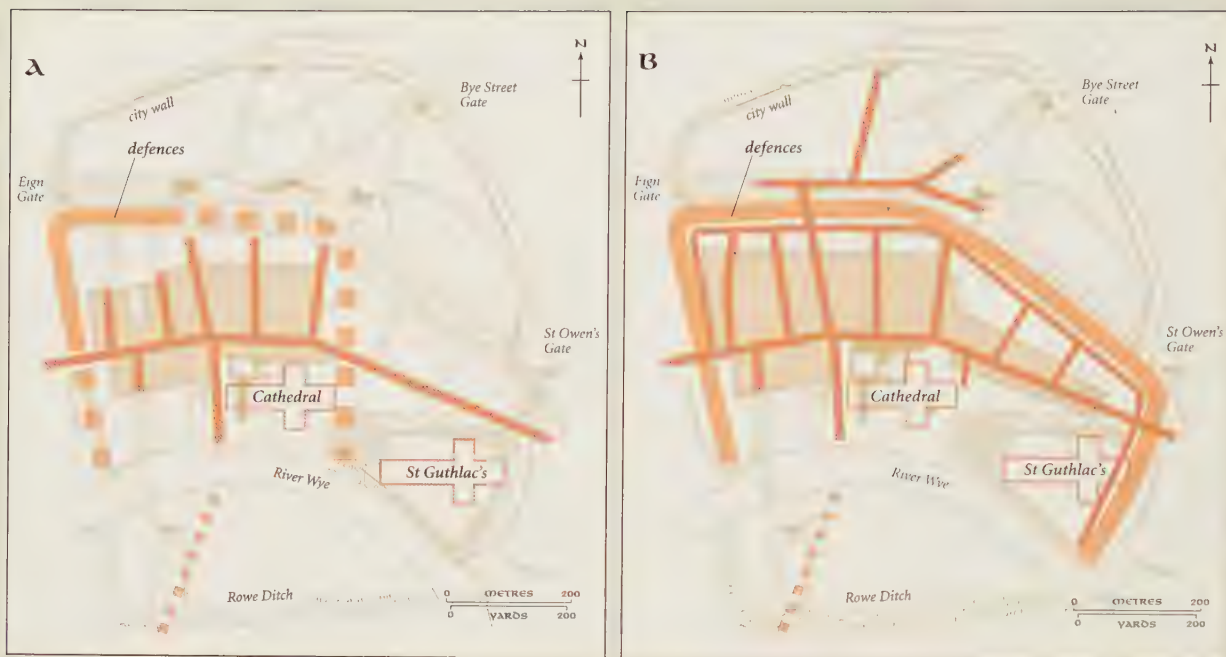 A
N
Bye Street
Gate
city wall
defences
Eign
Gate
St Owen's
Gate
Cathedral
St Guthlac's
River Wye
Rowe Ditch
0 METRES 200
0 YARDS 200
B
N
Bye Street
Gate
city wall
defences
Eign
Gate
St Owen's
Gate
Cathedral
St Guthlac's
River Wye
Rowe Ditch
0 METRES 200
0 YARDS 200